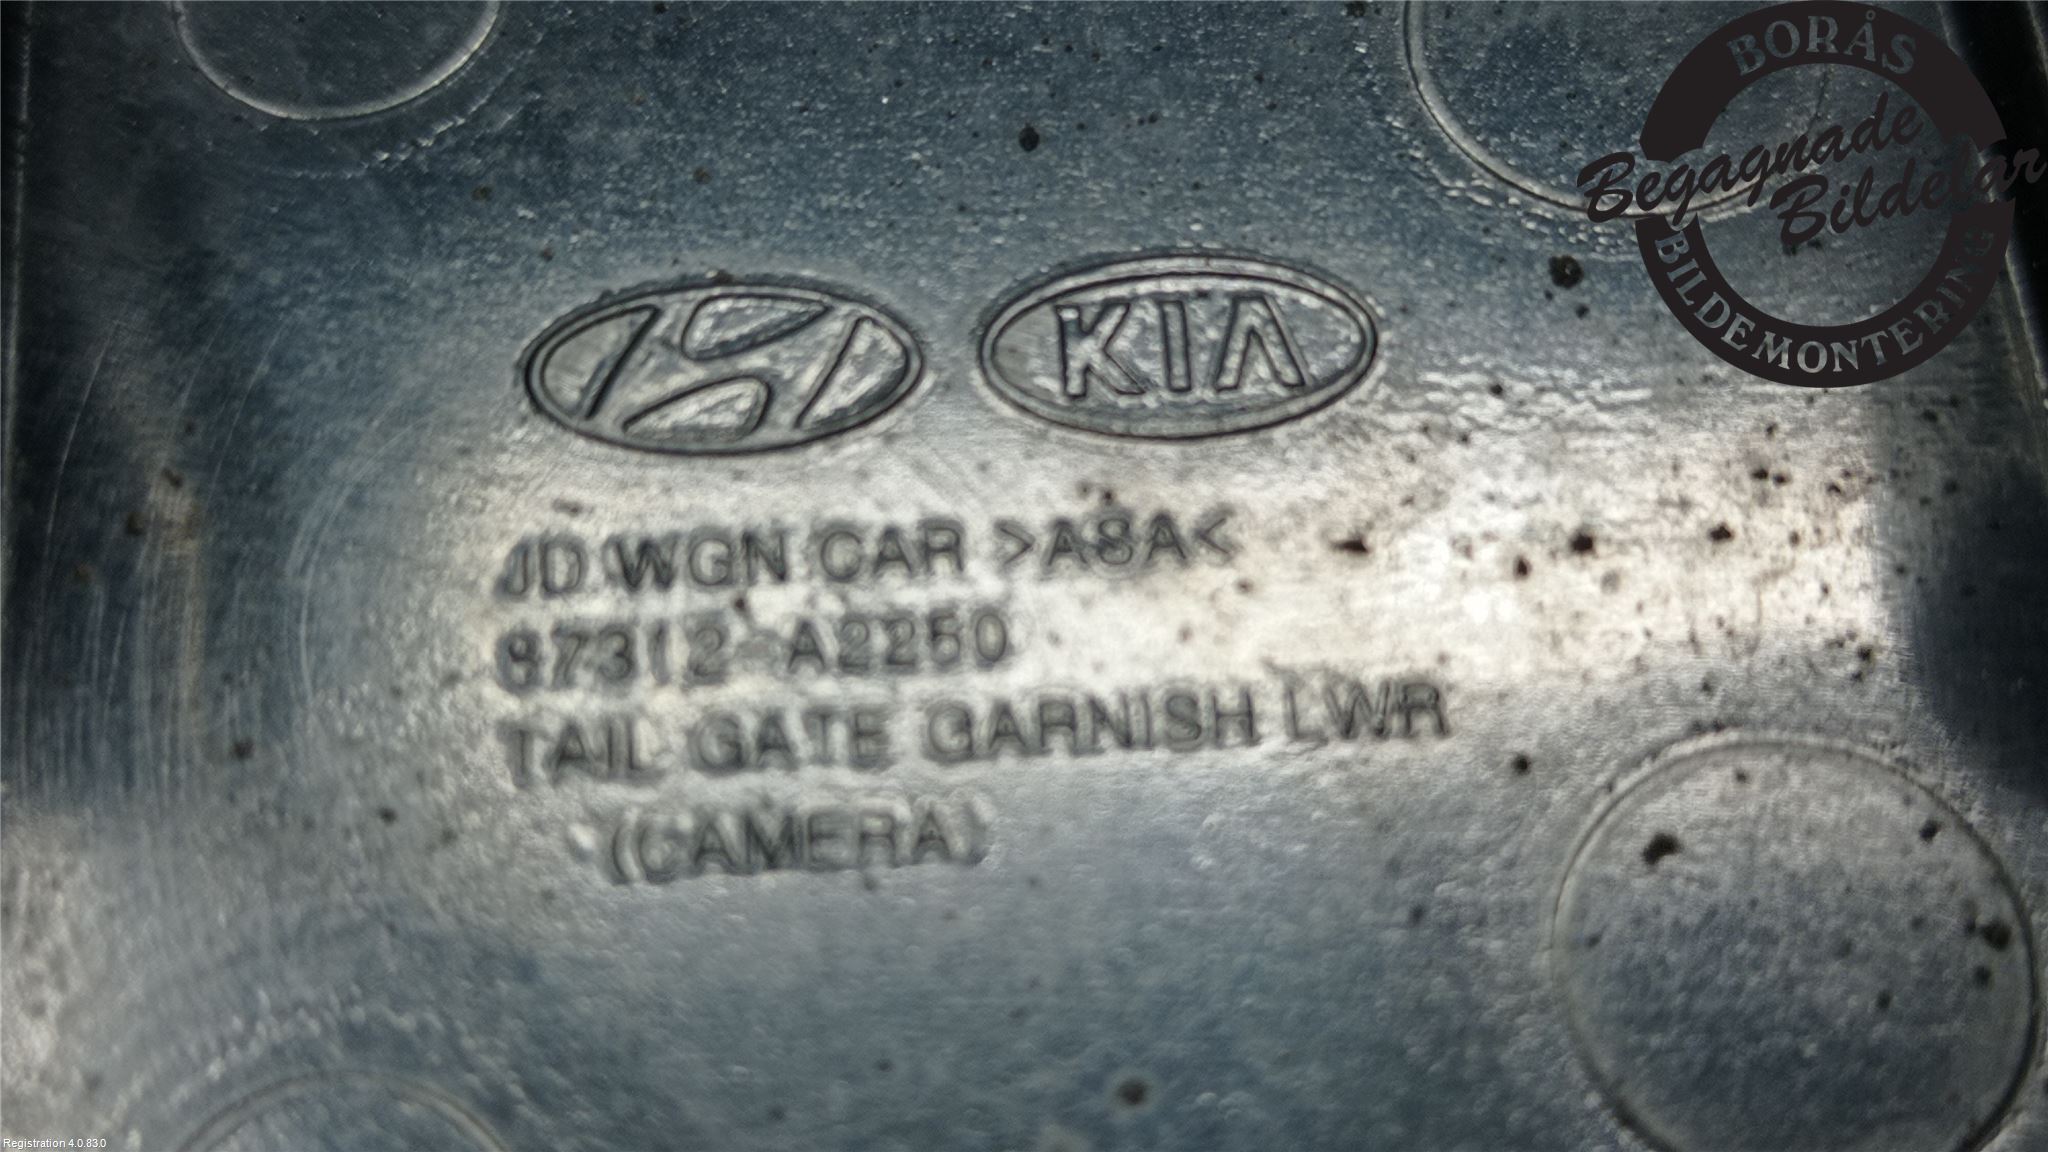 BORÅS
Begagnade
Bildelar
BILDEMONTERING
KIA
JD WGN CAR >ASA<
87312-A2250
TAIL GATE GARNISH LWR
(CAMERA)
Registration 4.0.83.0